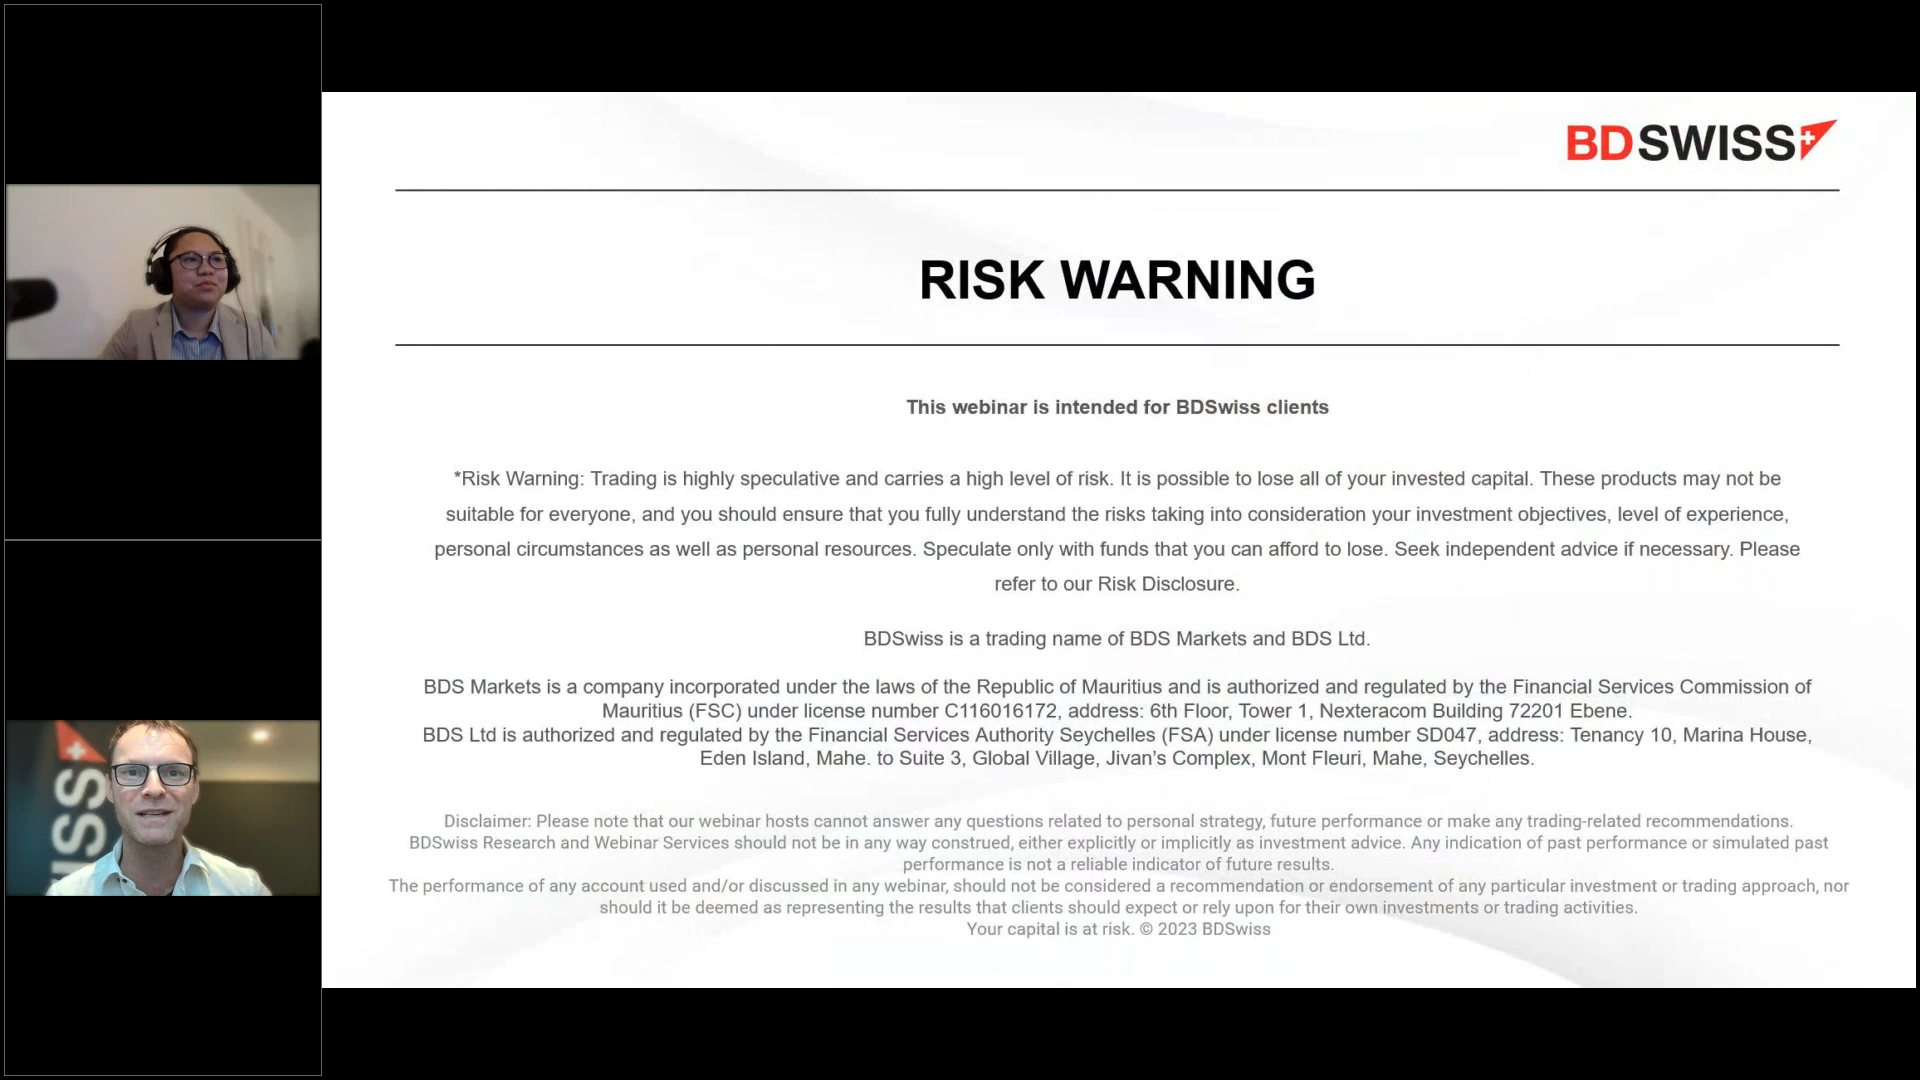 BDSWISS
RISK WARNING
This webinar is intended for BDSwiss clients
*Risk Warning: Trading is highly speculative and carries a high level of risk. It is possible to lose all of your invested capital. These products may not be
suitable for everyone, and you should ensure that you fully understand the risks taking into consideration your investment objectives, level of experience,
personal circumstances as well as personal resources. Speculate only with funds that you can afford to lose. Seek independent advice if necessary. Please
refer to our Risk Disclosure.
BDSwiss is a trading name of BDS Markets and BDS Ltd.
BDS Markets is a company incorporated under the laws of the Republic of Mauritius and is authorized and regulated by the Financial Services Commission of
Mauritius (FSC) under license number C116016172, address: 6th Floor, Tower 1, Nexteracom Building 72201 Ebene.
BDS Ltd is authorized and regulated by the Financial Services Authority Seychelles (FSA) under license number SD047, address: Tenancy 10, Marina House,
Eden Island, Mahe. to Suite 3, Global Village, Jivan’s Complex, Mont Fleuri, Mahe, Seychelles.
Disclaimer: Please note that our webinar hosts cannot answer any questions related to personal strategy, future performance or make any trading-related recommendations.
BDSwiss Research and Webinar Services should not be in any way construed, either explicitly or implicitly as investment advice. Any indication of past performance or simulated past
performance is not a reliable indicator of future results.
The performance of any account used and/or discussed in any webinar, should not be considered a recommendation or endorsement of any particular investment or trading approach, nor
should it be deemed as representing the results that clients should expect or rely upon for their own investments or trading activities.
Your capital is at risk. © 2023 BDSwiss
ISS